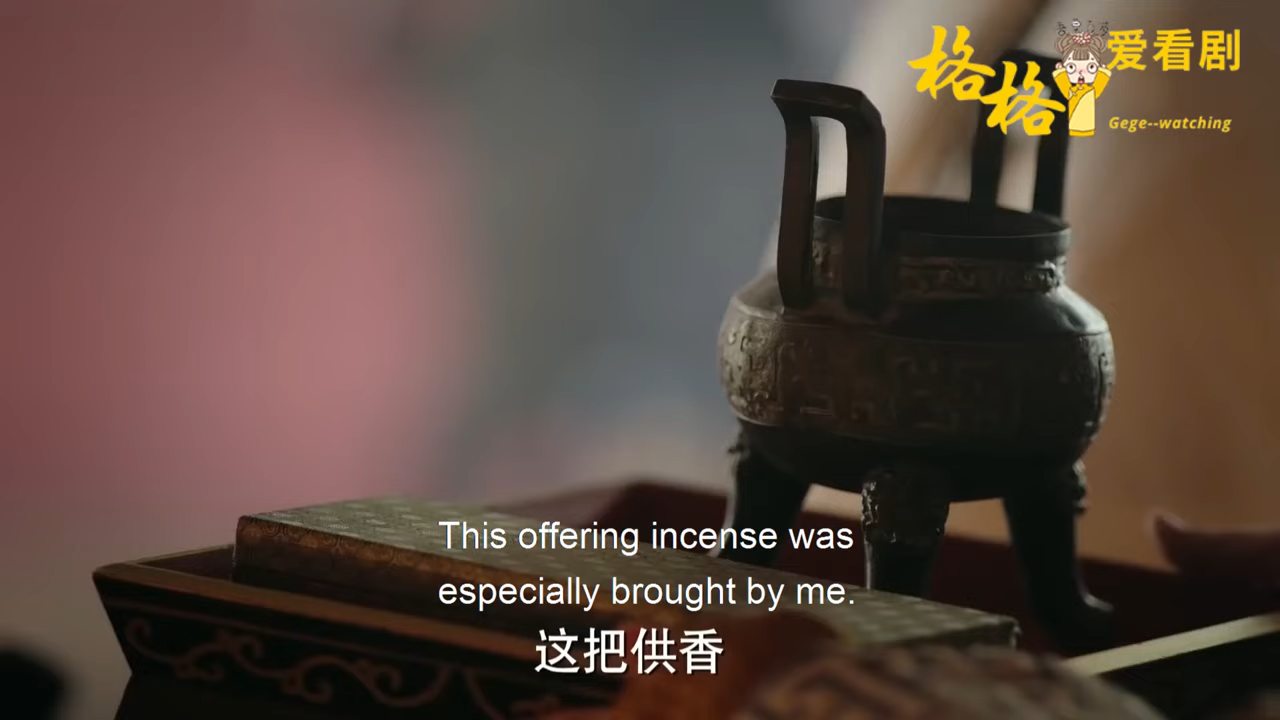 格格爱看剧
Gege--watching
This offering incense was
especially brought by me.
这把供香